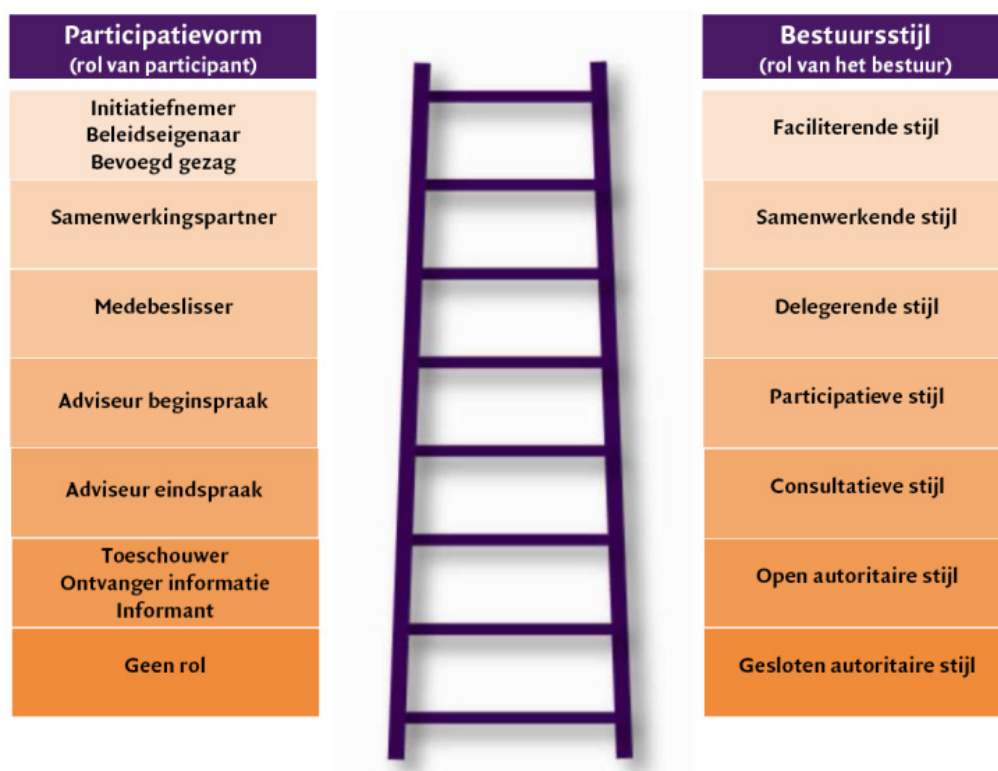 Participatievorm
(rol van participant)
Initiatiefnemer
Beleidseigenaar
Bevoegd gezag
Samenwerkingspartner
Medebeslisser
Adviseur beginspraak
Adviseur eindspraak
Toeschouwer
Ontvanger informatie
Informant
Geen rol
Bestuursstijl
(rol van het bestuur)
Faciliterende stijl
Samenwerkende stijl
Delegerende stijl
Participatieve stijl
Consultatieve stijl
Open autoritaire stijl
Gesloten autoritaire stijl